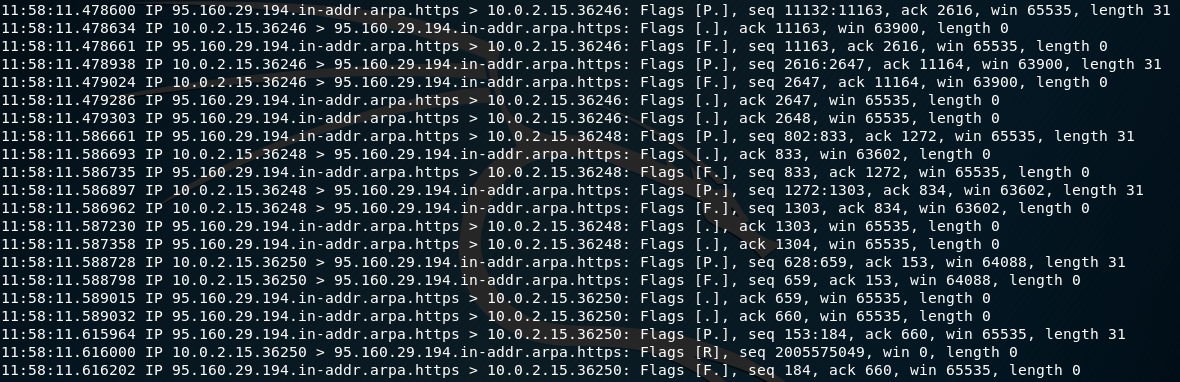 11:58:11.478600 IP 95.160.29.194.in-addr.arpa.https > 10.0.2.15.36246: Flags [P.], seq 11132:11163, ack 2616, win 65535, length 31
11:58:11.478634 IP 10.0.2.15.36246 > 95.160.29.194.in-addr.arpa.https: Flags [.], ack 11163, win 63900, length 0
11:58:11.478661 IP 95.160.29.194.in-addr.arpa.https > 10.0.2.15.36246: Flags [F.], seq 11163, ack 2616, win 65535, length 0
11:58:11.478938 IP 10.0.2.15.36246 > 95.160.29.194.in-addr.arpa.https: Flags [P.], seq 2616:2647, ack 11164, win 63900, length 31
11:58:11.479024 IP 10.0.2.15.36246 > 95.160.29.194.in-addr.arpa.https: Flags [F.], seq 2647, ack 11164, win 63900, length 0
11:58:11.479286 IP 95.160.29.194.in-addr.arpa.https > 10.0.2.15.36246: Flags [.], ack 2647, win 65535, length 0
11:58:11.479303 IP 95.160.29.194.in-addr.arpa.https > 10.0.2.15.36246: Flags [.], ack 2648, win 65535, length 0
11:58:11.586661 IP 95.160.29.194.in-addr.arpa.https > 10.0.2.15.36248: Flags [P.], seq 802:833, ack 1272, win 65535, length 31
11:58:11.586693 IP 10.0.2.15.36248 > 95.160.29.194.in-addr.arpa.https: Flags [.], ack 833, win 63602, length 0
11:58:11.586735 IP 95.160.29.194.in-addr.arpa.https > 10.0.2.15.36248: Flags [F.], seq 833, ack 1272, win 65535, length 0
11:58:11.586897 IP 10.0.2.15.36248 > 95.160.29.194.in-addr.arpa.https: Flags [P.], seq 1272:1303, ack 834, win 63602, length 31
11:58:11.586962 IP 10.0.2.15.36248 > 95.160.29.194.in-addr.arpa.https: Flags [F.], seq 1303, ack 834, win 63602, length 0
11:58:11.587230 IP 95.160.29.194.in-addr.arpa.https > 10.0.2.15.36248: Flags [.], ack 1303, win 65535, length 0
11:58:11.587358 IP 95.160.29.194.in-addr.arpa.https > 10.0.2.15.36248: Flags [.], ack 1304, win 65535, length 0
11:58:11.588728 IP 10.0.2.15.36250 > 95.160.29.194.in-addr.arpa.https: Flags [P.], seq 628:659, ack 153, win 64088, length 31
11:58:11.588798 IP 10.0.2.15.36250 > 95.160.29.194.in-addr.arpa.https: Flags [F.], seq 659, ack 153, win 64088, length 0
11:58:11.589015 IP 95.160.29.194.in-addr.arpa.https > 10.0.2.15.36250: Flags [.], ack 659, win 65535, length 0
11:58:11.589032 IP 95.160.29.194.in-addr.arpa.https > 10.0.2.15.36250: Flags [.], ack 660, win 65535, length 0
11:58:11.615964 IP 95.160.29.194.in-addr.arpa.https > 10.0.2.15.36250: Flags [P.], seq 153:184, ack 660, win 65535, length 31
11:58:11.616000 IP 10.0.2.15.36250 > 95.160.29.194.in-addr.arpa.https: Flags [R], seq 2005575049, win 0, length 0
11:58:11.616202 IP 95.160.29.194.in-addr.arpa.https > 10.0.2.15.36250: Flags [F.], seq 184, ack 660, win 65535, length 0